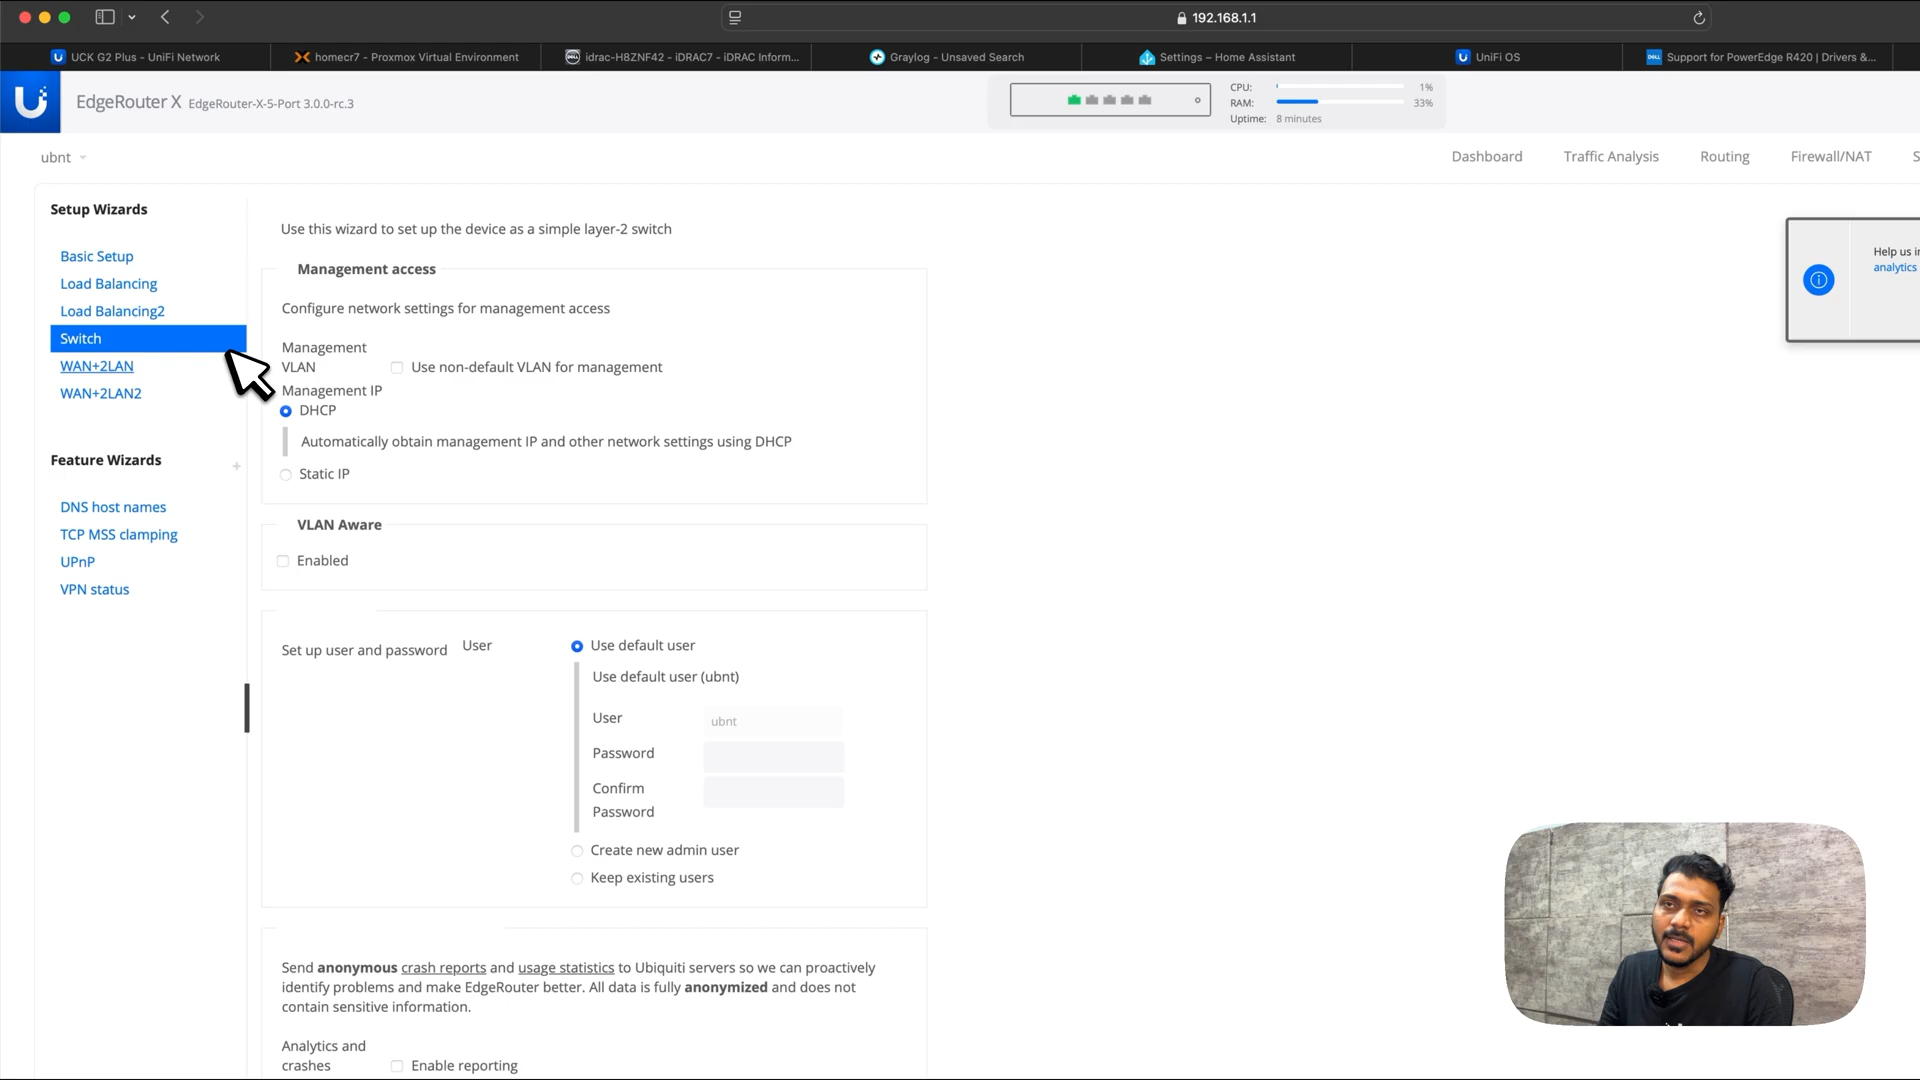 192.168.1.1
UCK G2 Plus - UniFi Network
homecr7 - Proxmox Virtual Environment
idrac-H8ZNF42 - iDRAC7 - iDRAC Inform...
Graylog - Unsaved Search
Settings – Home Assistant
UniFi OS
Support for PowerEdge R420 | Drivers &...
EdgeRouter X EdgeRouter-X-5-Port 3.0.0-rc.3
CPU: 1%
RAM: 33%
Uptime: 8 minutes
ubnt
Dashboard
Traffic Analysis
Routing
Firewall/NAT
S
Setup Wizards
Basic Setup
Load Balancing
Load Balancing2
Switch
WAN+2LAN
WAN+2LAN2
Feature Wizards
+
DNS host names
TCP MSS clamping
UPnP
VPN status
Use this wizard to set up the device as a simple layer-2 switch
Management access
Configure network settings for management access
Management
VLAN
Use non-default VLAN for management
Management IP
DHCP
Automatically obtain management IP and other network settings using DHCP
Static IP
VLAN Aware
Enabled
Set up user and password
User
Use default user
Use default user (ubnt)
User
ubnt
Password
Confirm
Password
Create new admin user
Keep existing users
Send anonymous crash reports and usage statistics to Ubiquiti servers so we can proactively
identify problems and make EdgeRouter better. All data is fully anonymized and does not
contain sensitive information.
Analytics and
crashes
Enable reporting
Help us i
analytics